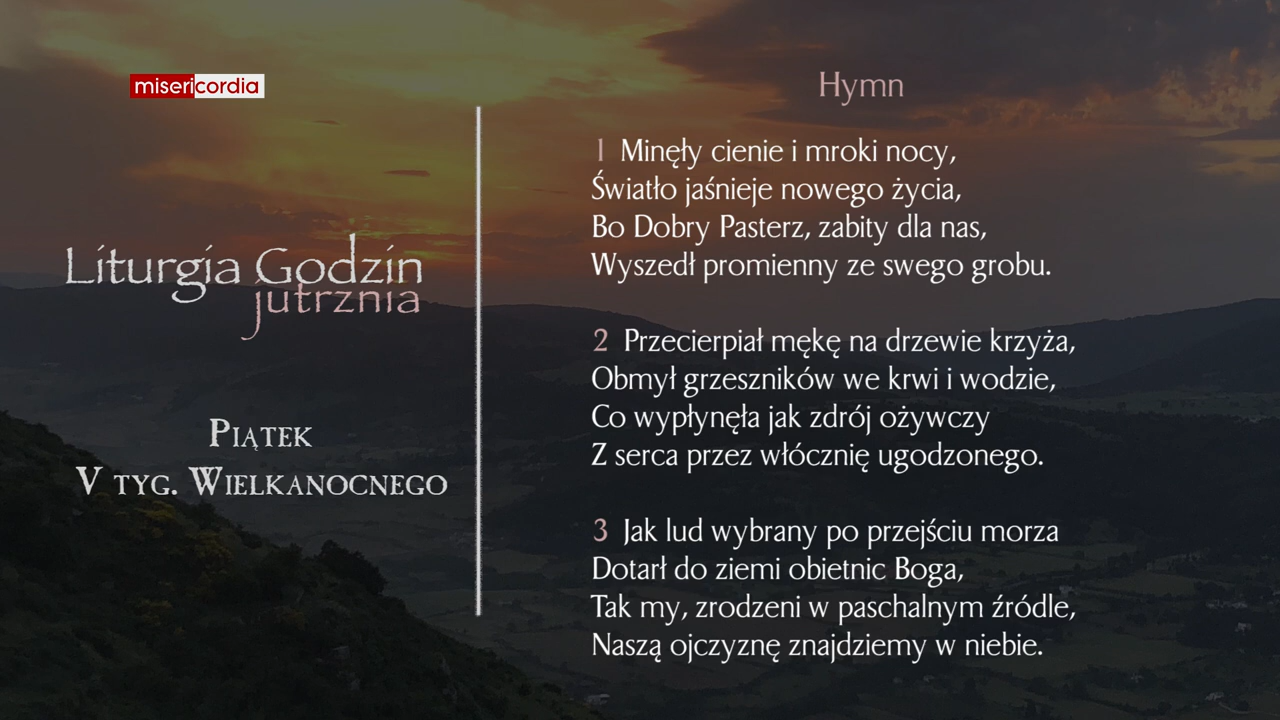 misericordia
Liturgia Godzin
jutrznia
Piątek
V tyg. Wielkanocnego
Hymn
1 Minęły cienie i mroki nocy,
Światło jaśnieje nowego życia,
Bo Dobry Pasterz, zabity dla nas,
Wyszedł promienny ze swego grobu.
2 Przecierpiał mękę na drzewie krzyża,
Obmył grzeszników we krwi i wodzie,
Co wypłynęła jak zdrój ożywczy
Z serca przez włócznię ugodzonego.
3 Jak lud wybrany po przejściu morza
Dotarł do ziemi obietnic Boga,
Tak my, zrodzeni w paschalnym źródle,
Naszą ojczyznę znajdziemy w niebie.